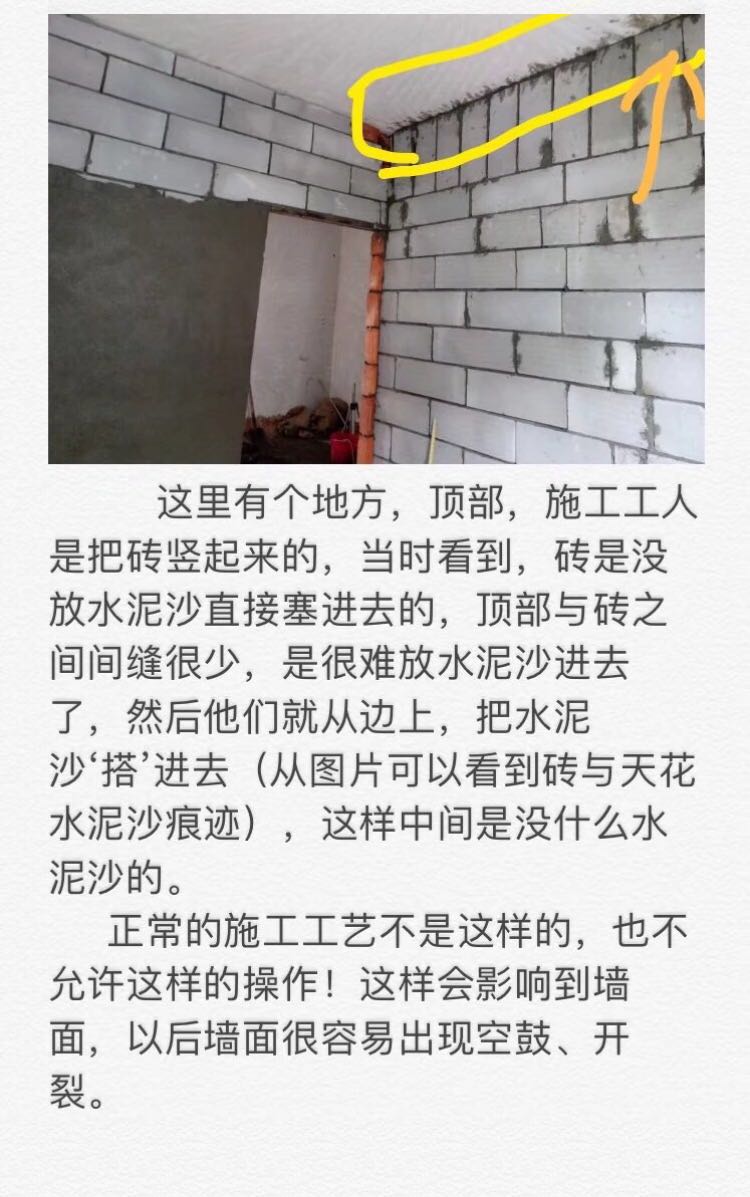 这里有个地方，顶部，施工工人
是把砖竖起来的，当时看到，砖是没
放水泥沙直接塞进去的，顶部与砖之
间间缝很少，是很难放水泥沙进去
了，然后他们就从边上，把水泥
沙‘搭’进去（从图片可以看到砖与天花
水泥沙痕迹），这样中间是没什么水
泥沙的。
正常的施工工艺不是这样的，也不
允许这样的操作！这样会影响到墙
面，以后墙面很容易出现空鼓、开
裂。